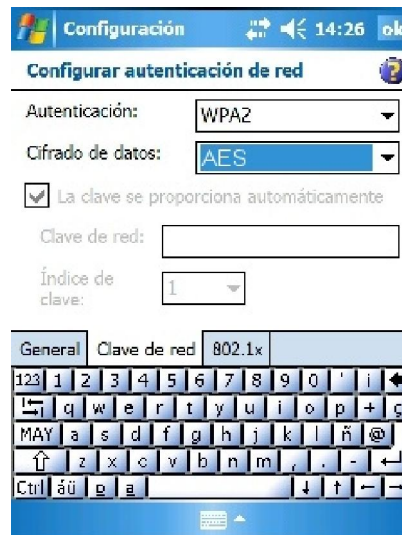 Configuración 14:26 ok
Configurar autenticación de red
Autenticación: WPA2
Cifrado de datos: AES
La clave se proporciona automáticamente
Clave de red:
Índice de clave: 1
General Clave de red 802.1x
123 1 2 3 4 5 6 7 8 9 0 ' ¡
q w e r t y u i o p + ç
MAY a s d f g h j k l ñ @
z x c v b n m , . -
Ctrl áü º ª